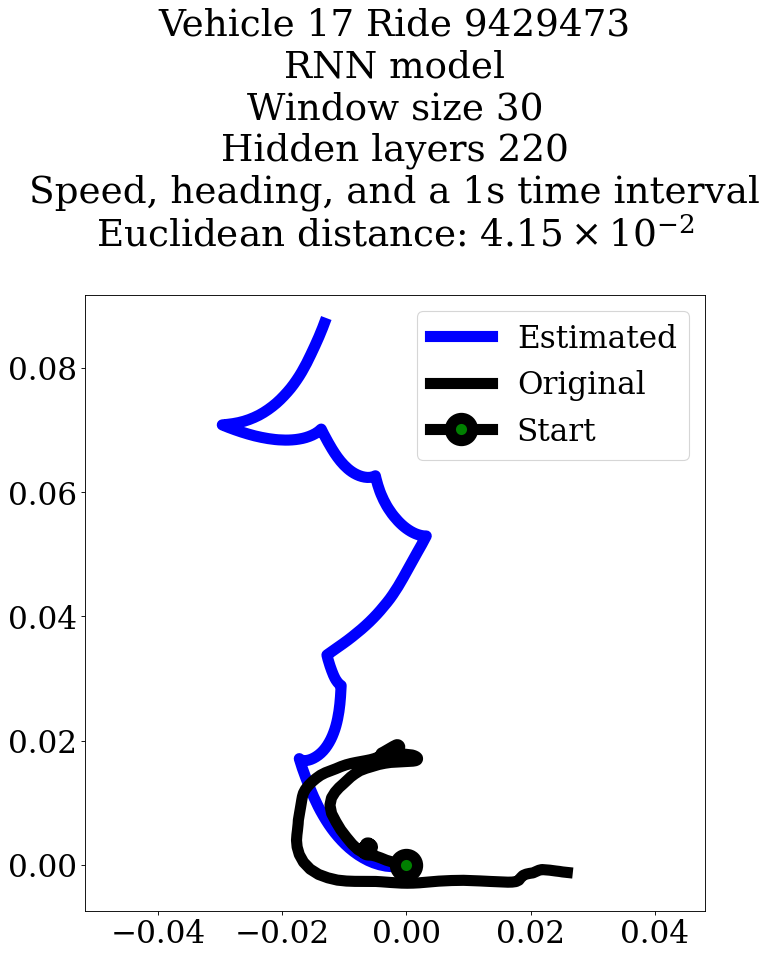 Vehicle 17 Ride 9429473
RNN model
Window size 30
Hidden layers 220
Speed, heading, and a 1s time interval
Euclidean distance: 4.15 × 10⁻²
Estimated
Original
Start
0.08
0.06
0.04
0.02
0.00
−0.04 −0.02 0.00 0.02 0.04